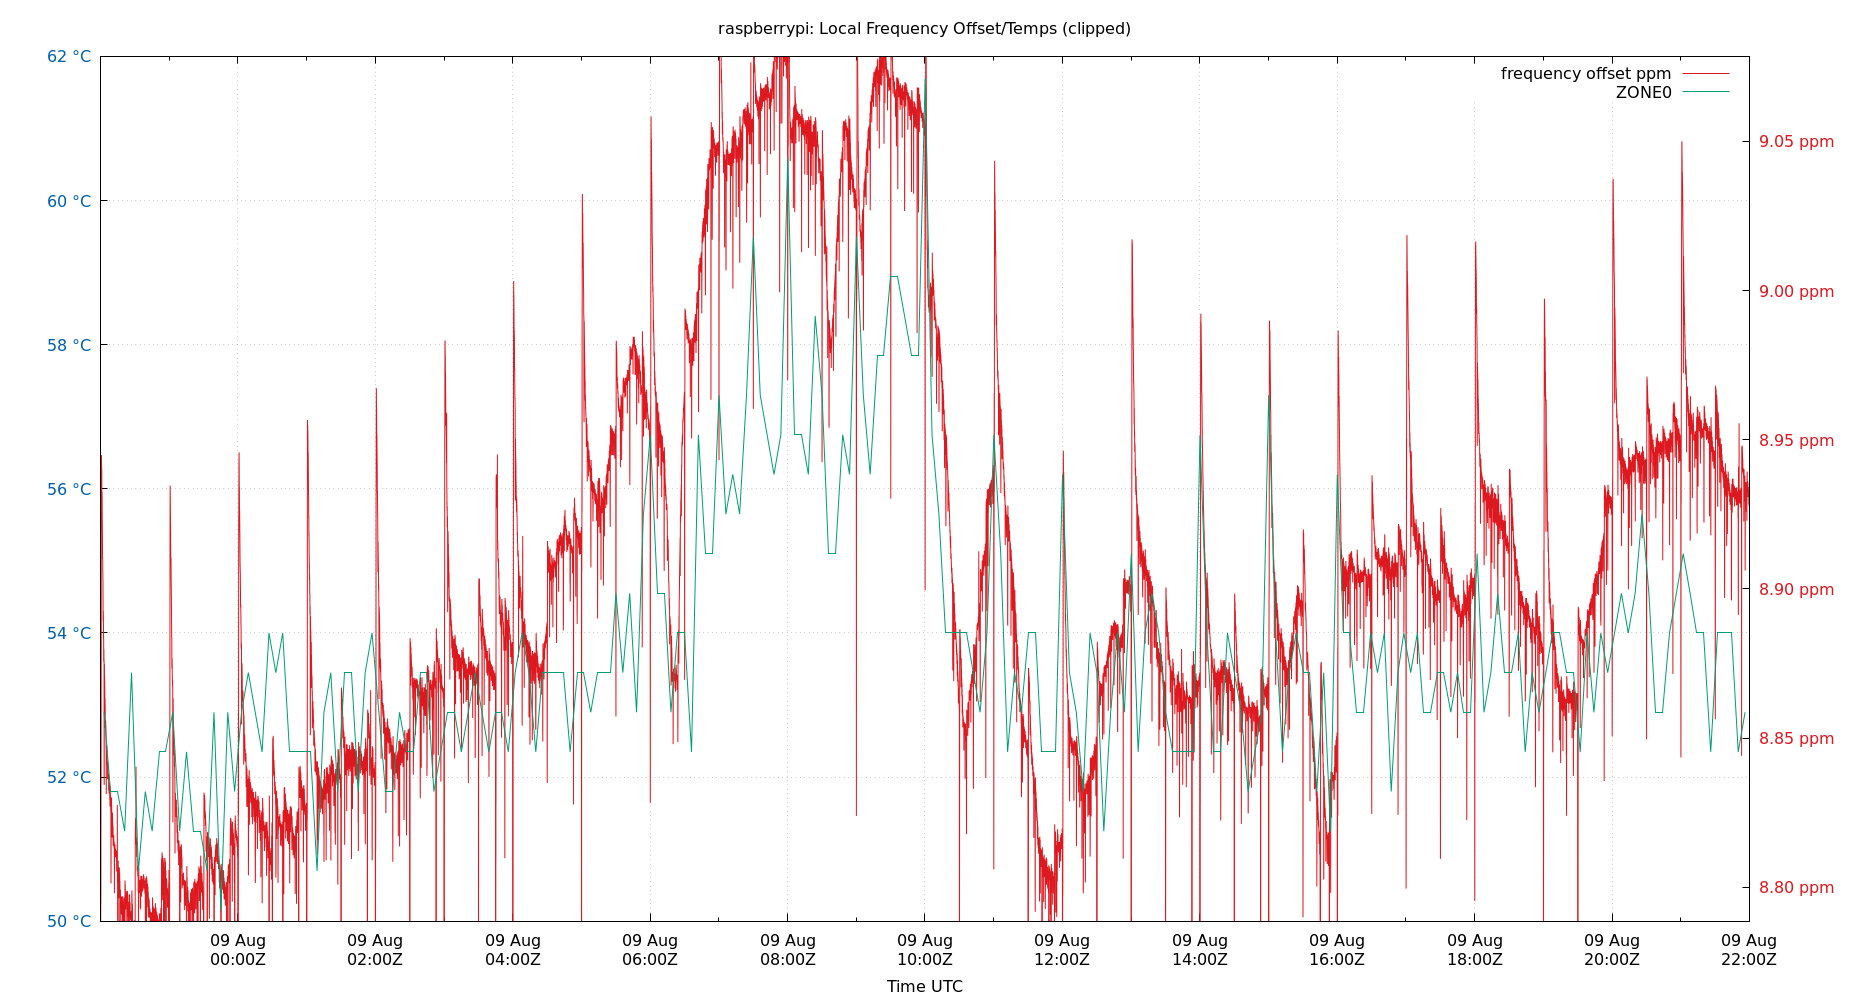 raspberrypi: Local Frequency Offset/Temps (clipped)
62 °C
60 °C
58 °C
56 °C
54 °C
52 °C
50 °C
frequency offset ppm
ZONE0
9.05 ppm
9.00 ppm
8.95 ppm
8.90 ppm
8.85 ppm
8.80 ppm
09 Aug 09 Aug 09 Aug 09 Aug 09 Aug 09 Aug 09 Aug 09 Aug 09 Aug 09 Aug 09 Aug 09 Aug
00:00Z 02:00Z 04:00Z 06:00Z 08:00Z 10:00Z 12:00Z 14:00Z 16:00Z 18:00Z 20:00Z 22:00Z
Time UTC